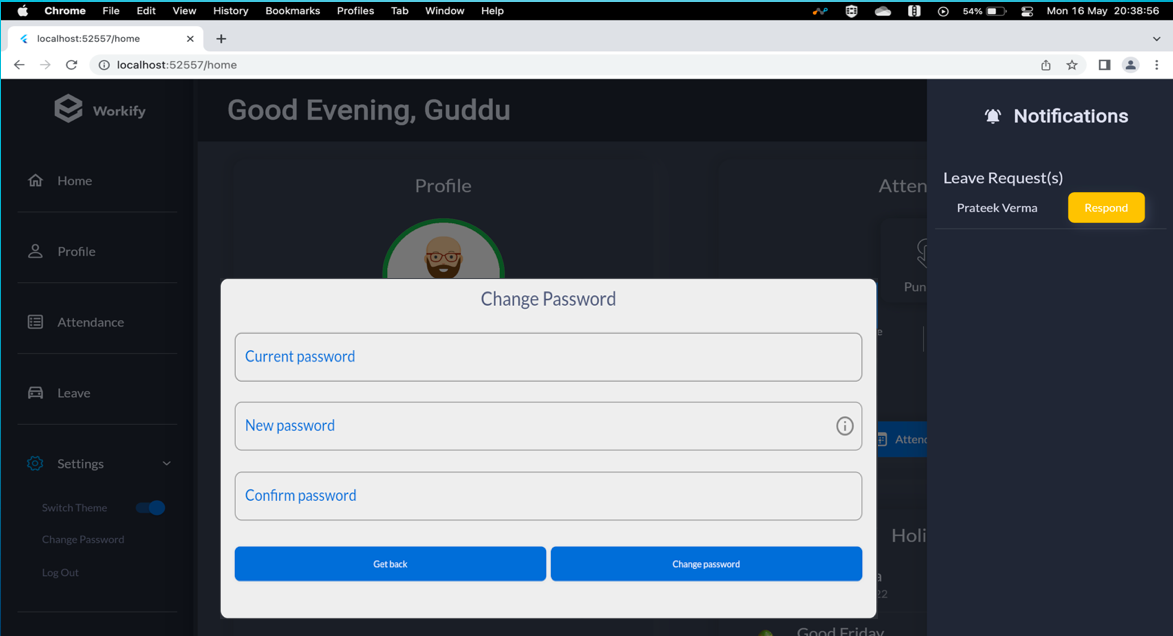 Chrome File Edit View History Bookmarks Profiles Tab Window Help 54% Mon 16 May 20:38:56
localhost:52557/home
localhost:52557/home
Workify
Good Evening, Guddu
Notifications
Home
Profile
Attendance
Leave
Settings
Switch Theme
Change Password
Log Out
Profile
Atten
Pun
e
Atten
Holi
a
22
Good Friday
Change Password
Current password
New password
Confirm password
Get back
Change password
Leave Request(s)
Prateek Verma
Respond